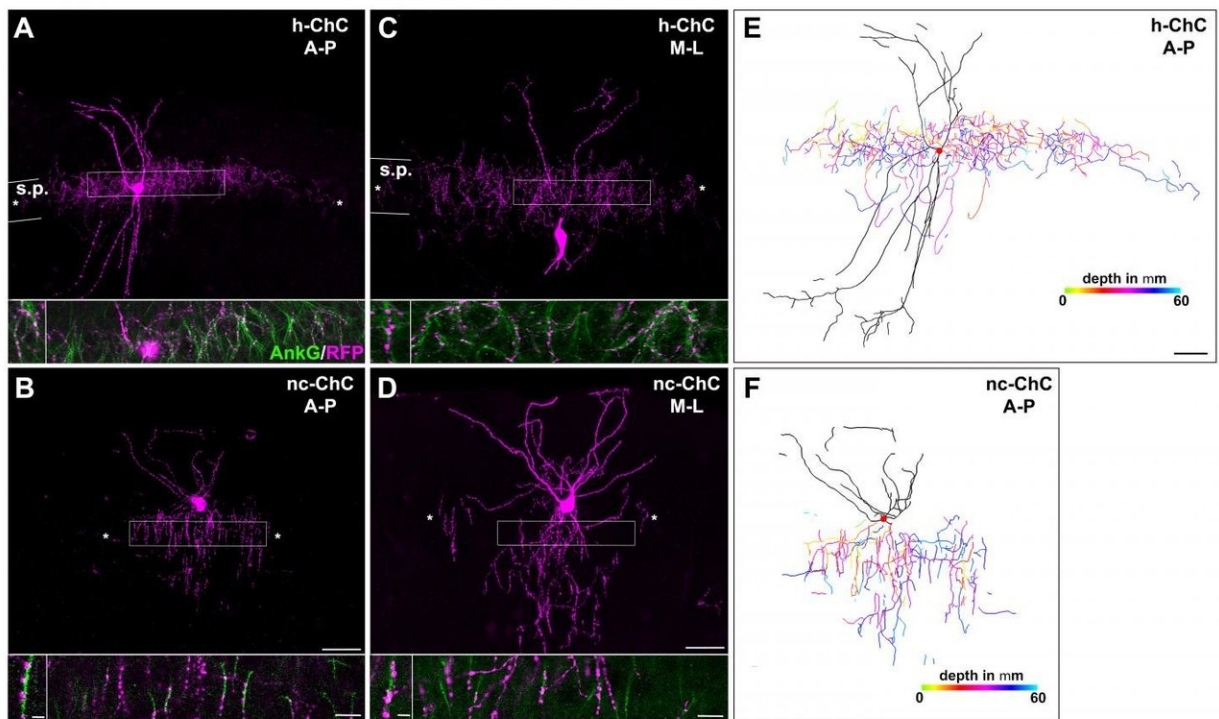 A
h-ChC
A-P
s.p.
*
*
AnkG/RFP
C
h-ChC
M-L
s.p.
*
*
E
h-ChC
A-P
depth in mm
0 60
B
nc-ChC
A-P
*
*
D
nc-ChC
M-L
*
*
F
nc-ChC
A-P
depth in mm
0 60